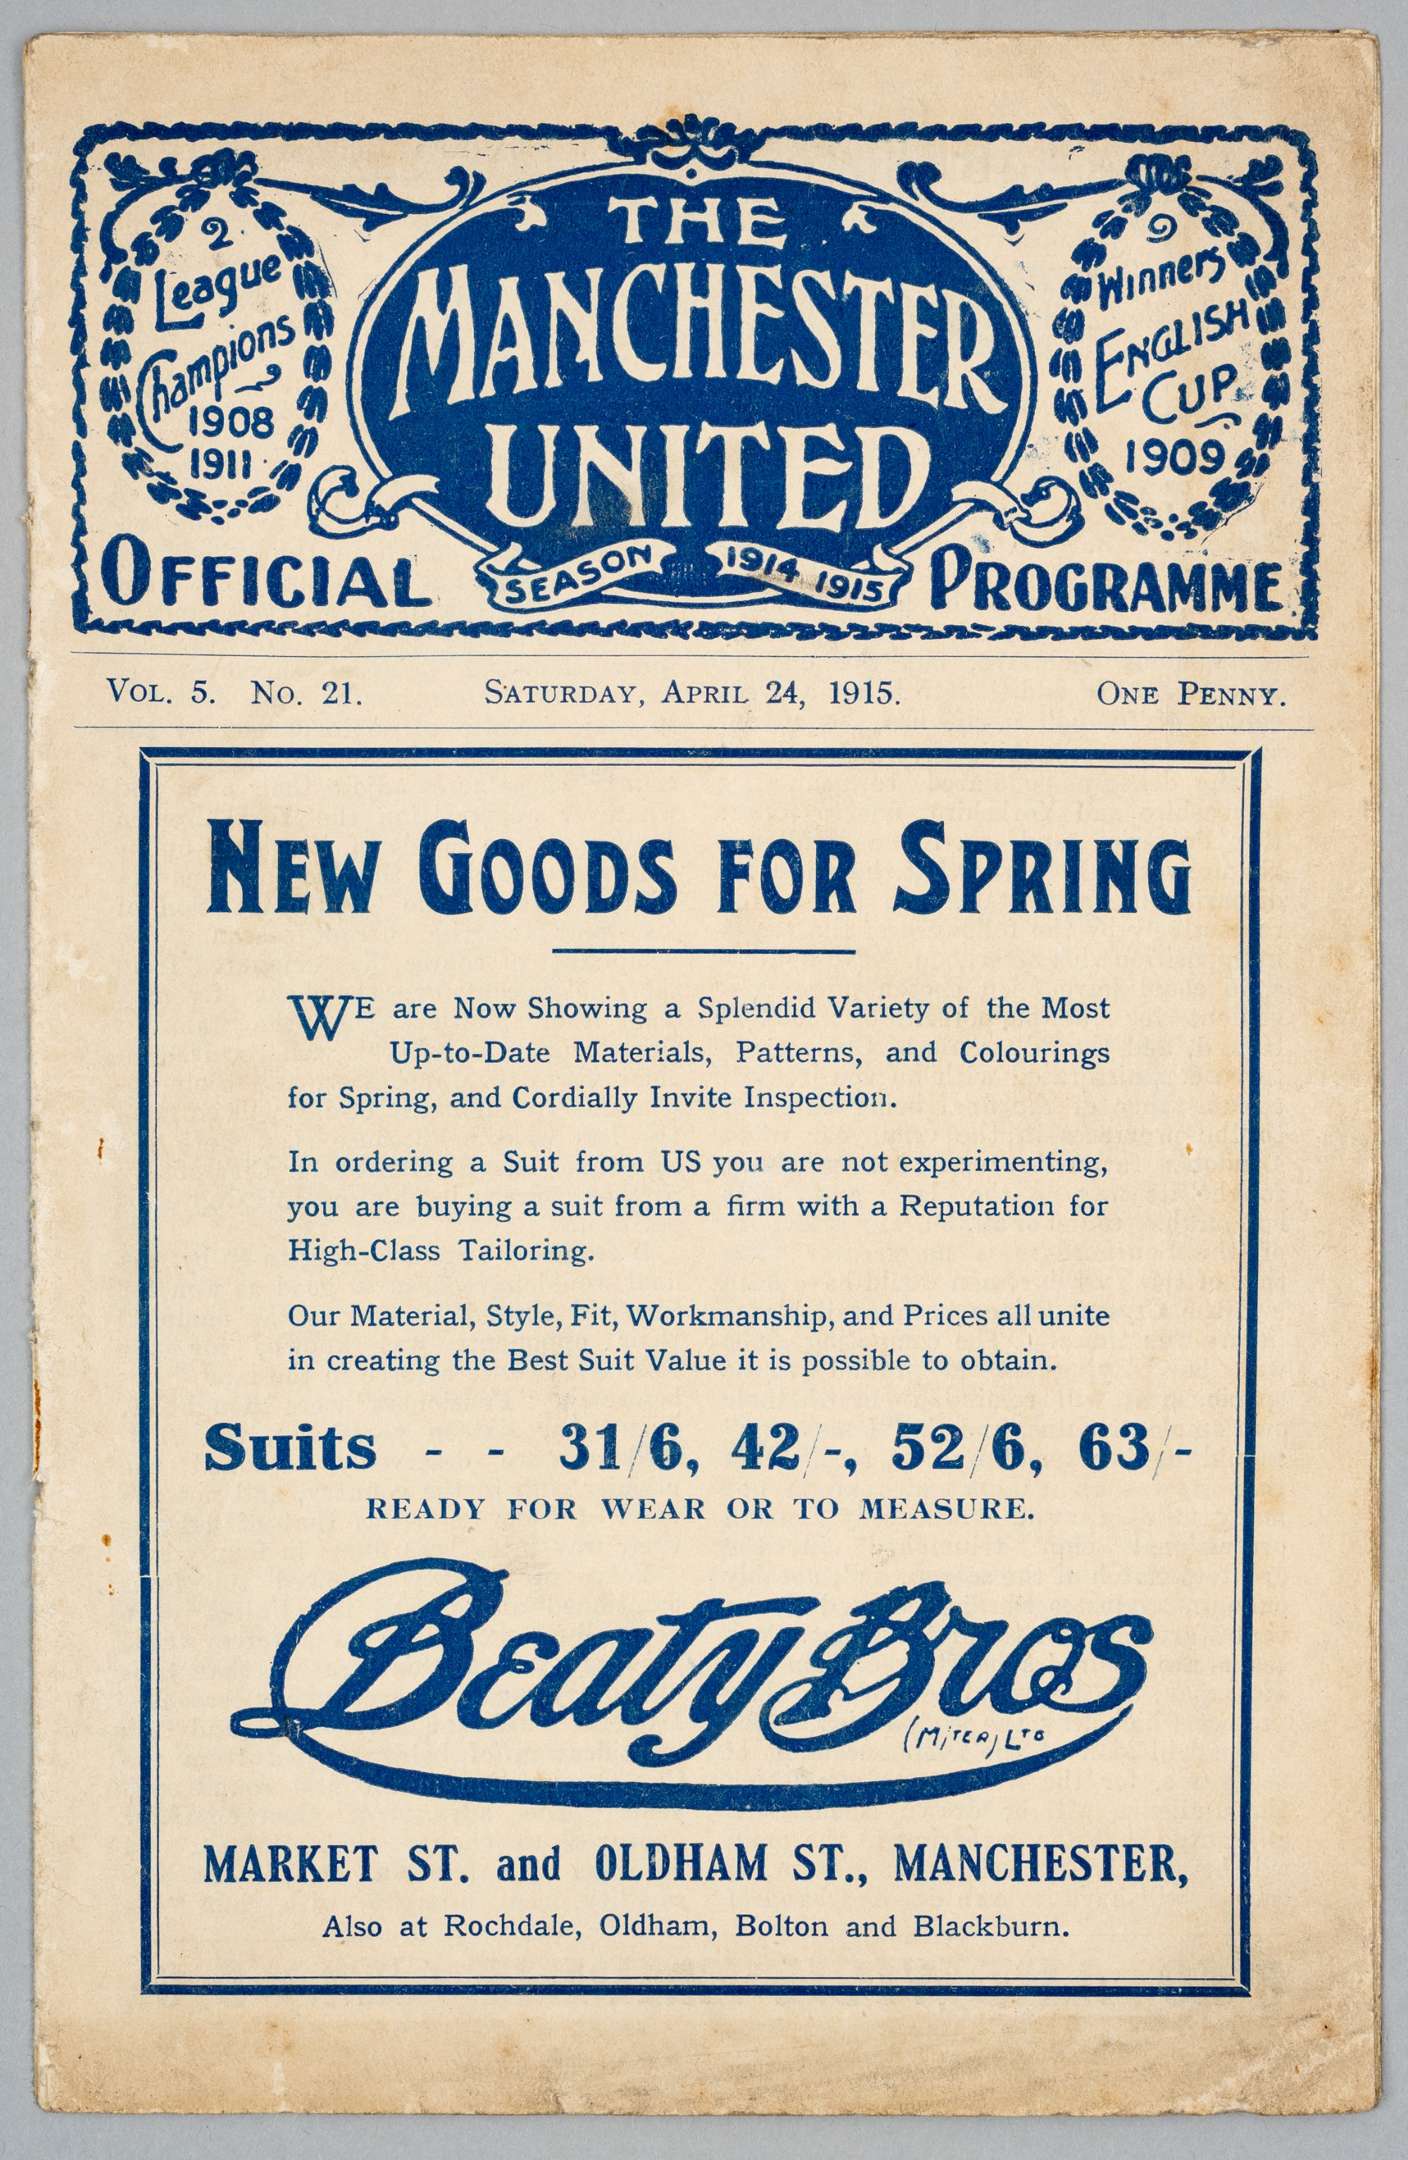 2
League
Champions
1908
1911
THE
MANCHESTER
UNITED
SEASON 1914 1915
2
Winners
ENGLISH
CUP
1909
OFFICIAL PROGRAMME
VOL. 5. NO. 21. SATURDAY, APRIL 24, 1915. ONE PENNY.
NEW GOODS FOR SPRING
WE are Now Showing a Splendid Variety of the Most
Up-to-Date Materials, Patterns, and Colourings
for Spring, and Cordially Invite Inspection.
In ordering a Suit from US you are not experimenting,
you are buying a suit from a firm with a Reputation for
High-Class Tailoring.
Our Material, Style, Fit, Workmanship, and Prices all unite
in creating the Best Suit Value it is possible to obtain.
Suits - - 31/6, 42/-, 52/6, 63/-
READY FOR WEAR OR TO MEASURE.
Beaty Bros
(M/TER) LTD
MARKET ST. and OLDHAM ST., MANCHESTER,
Also at Rochdale, Oldham, Bolton and Blackburn.